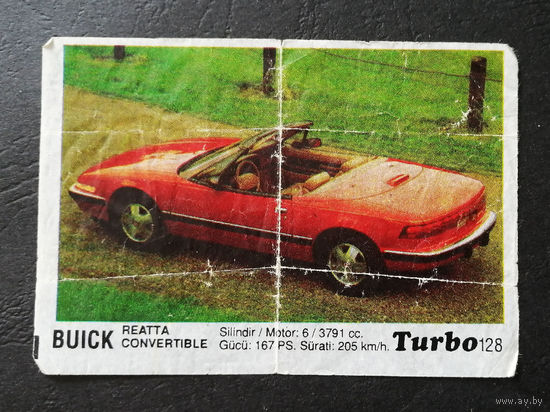 BUICK REATTA CONVERTIBLE
Silindir / Motor: 6 / 3791 cc.
Gücü: 167 PS. Sürati: 205 km/h.
Turbo 128
www.ay.by